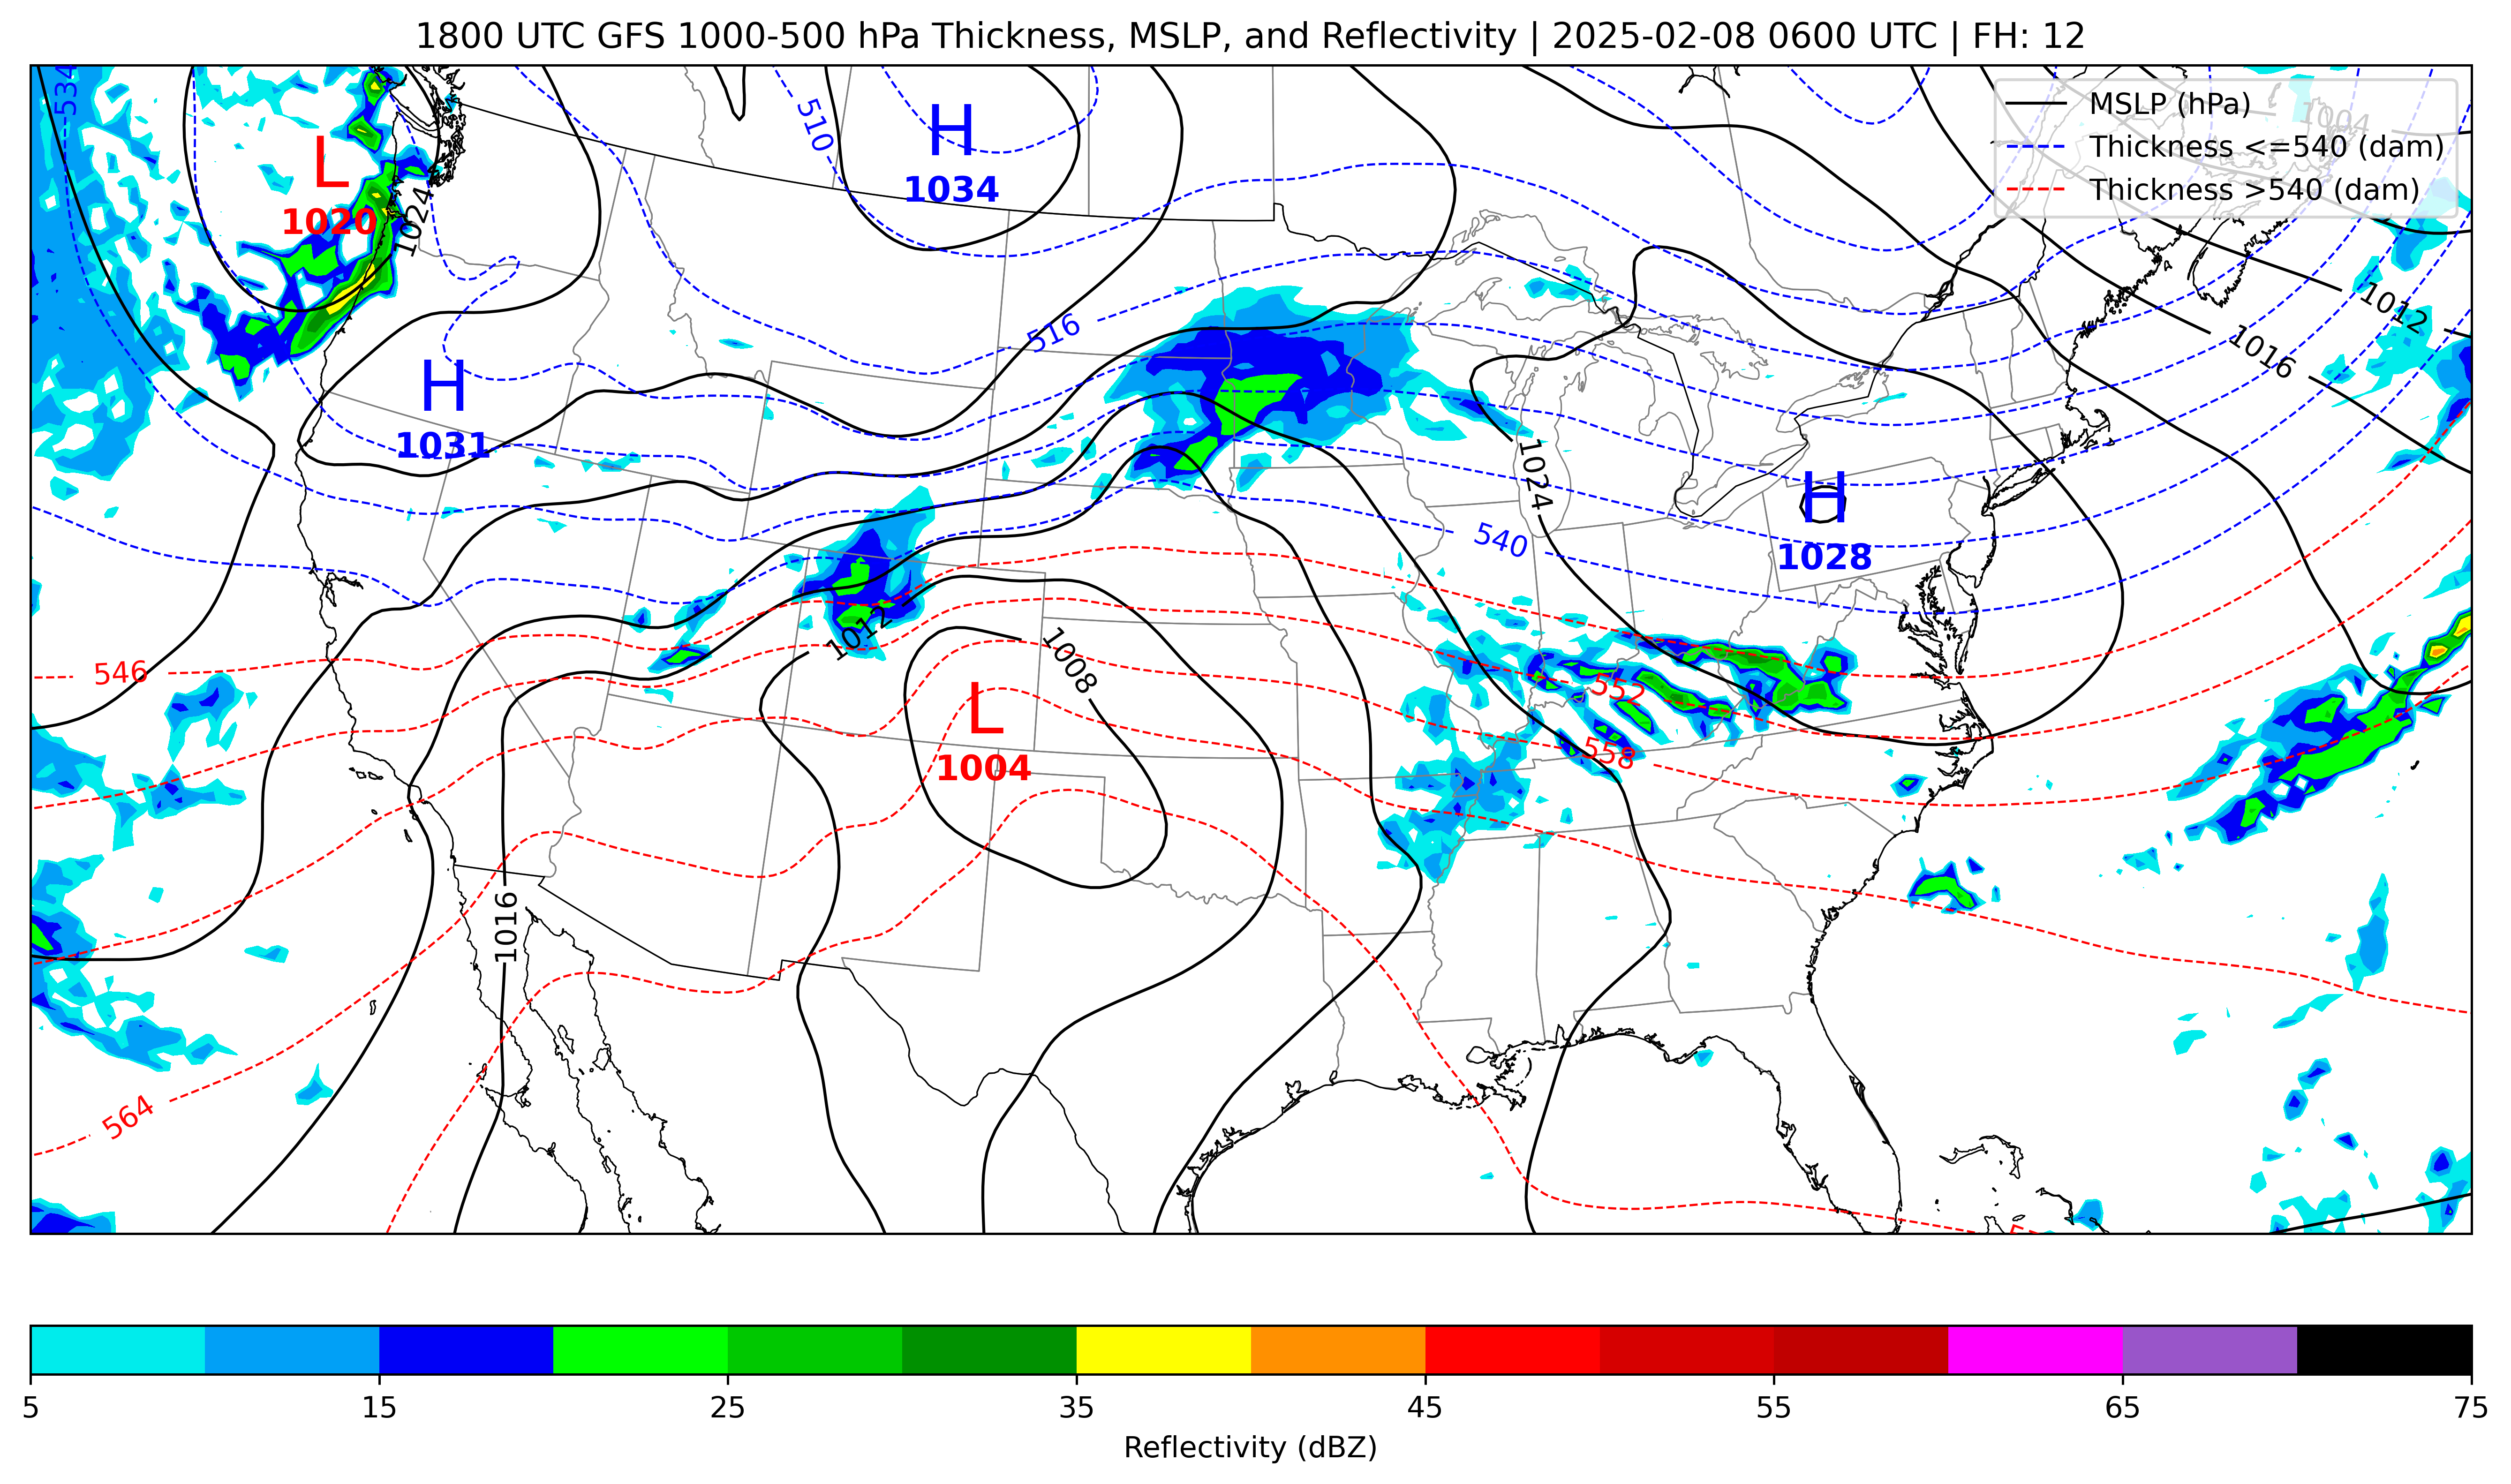 1800 UTC GFS 1000-500 hPa Thickness, MSLP, and Reflectivity | 2025-02-08 0600 UTC | FH: 12
MSLP (hPa)
Thickness <=540 (dam)
Thickness >540 (dam)
534
510
H
1034
1004
L
1020
1024
1012
516
1016
H
1031
1024
H
1028
540
1012
1008
546
552
L
1004
558
1016
564
5 15 25 35 45 55 65 75
Reflectivity (dBZ)